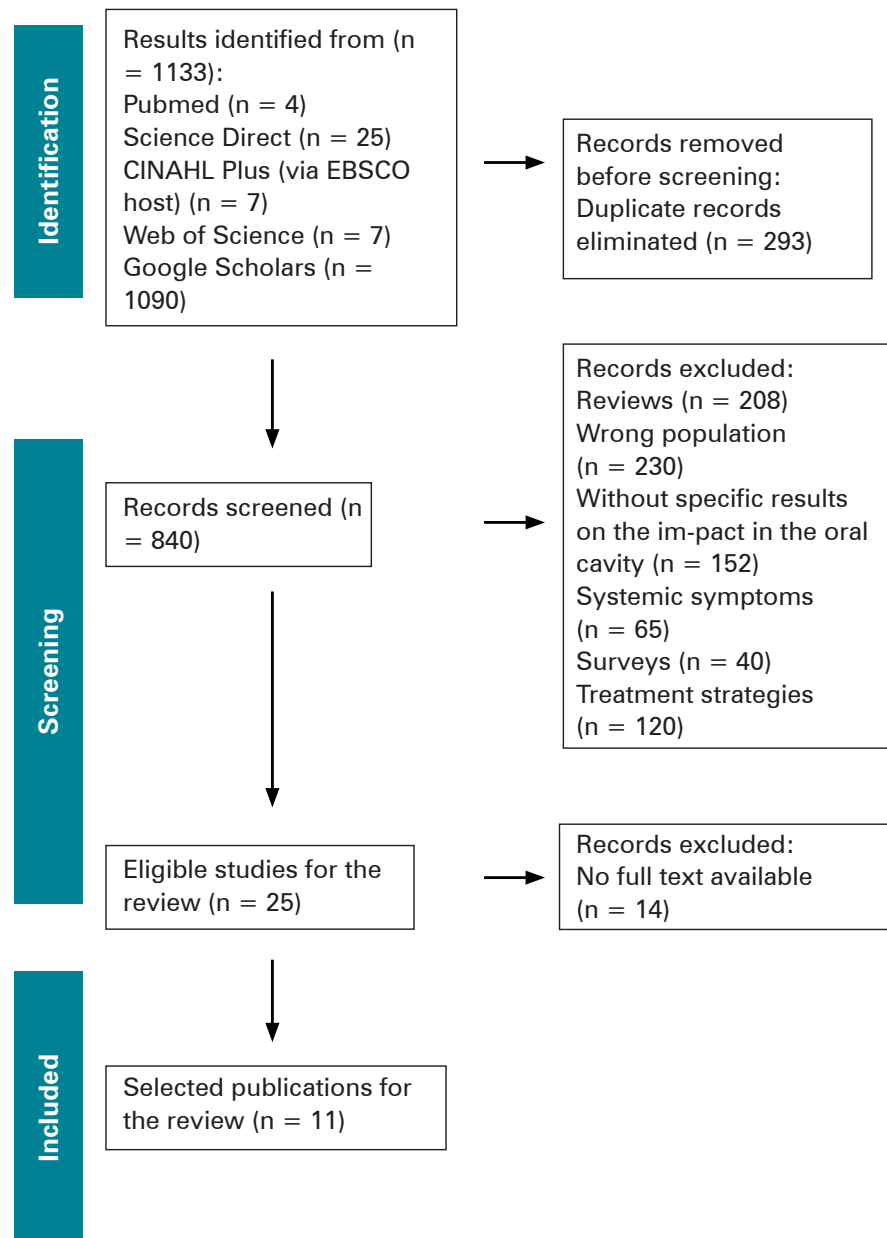 Identification
Results identified from (n
= 1133):
Pubmed (n = 4)
Science Direct (n = 25)
CINAHL Plus (via EBSCO
host) (n = 7)
Web of Science (n = 7)
Google Scholars (n =
1090)
Records removed
before screening:
Duplicate records
eliminated (n = 293)
Screening
Records screened (n
= 840)
Records excluded:
Reviews (n = 208)
Wrong population
(n = 230)
Without specific results
on the im-pact in the oral
cavity (n = 152)
Systemic symptoms
(n = 65)
Surveys (n = 40)
Treatment strategies
(n = 120)
Eligible studies for the
review (n = 25)
Records excluded:
No full text available
(n = 14)
Included
Selected publications for
the review (n = 11)